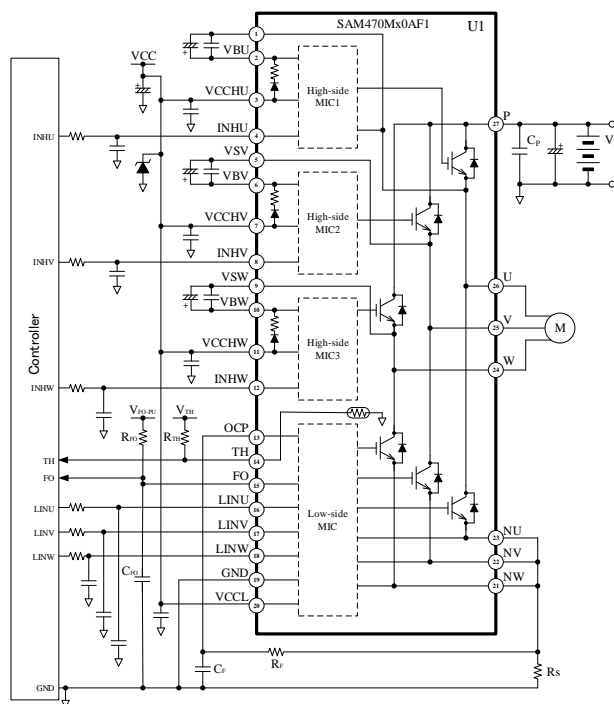 SAM470Mx0AF1
U1
VCC
1
VBU
2
VCCHU
3
INHU
4
VSV
5
VBV
6
VCCHV
7
INHV
8
VSW
9
VBW
10
VCCHW
11
INHW
12
OCP
13
TH
14
FO
15
LINU
16
LINV
17
LINW
18
GND
19
VCCL
20
High-side
MIC1
High-side
MIC2
High-side
MIC3
Low-side
MIC
P
27
U
26
V
25
W
24
NU
23
NV
22
NW
21
M
CP
V
Controller
INHU
INHV
INHW
TH
FO
LINU
LINV
LINW
GND
VFO-PU
VTH
RFO
RTH
CFO
CF
RF
RS